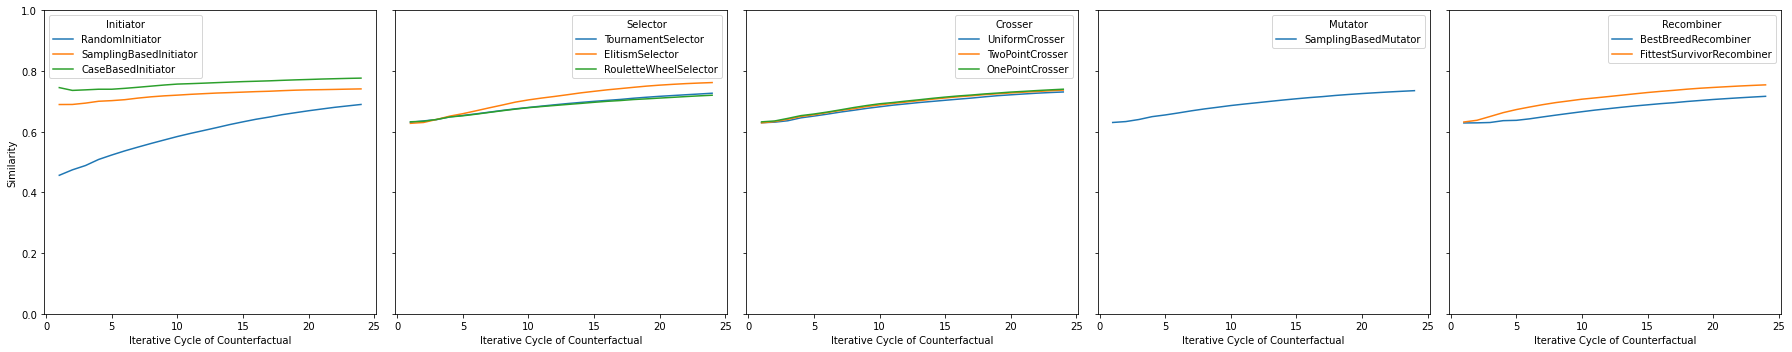 Similarity
1.0
0.8
0.6
0.4
0.2
0.0
Initiator
RandomInitiator
SamplingBasedInitiator
CaseBasedInitiator
0 5 10 15 20 25
Iterative Cycle of Counterfactual
Selector
TournamentSelector
ElitismSelector
RouletteWheelSelector
0 5 10 15 20 25
Iterative Cycle of Counterfactual
Crosser
UniformCrosser
TwoPointCrosser
OnePointCrosser
0 5 10 15 20 25
Iterative Cycle of Counterfactual
Mutator
SamplingBasedMutator
0 5 10 15 20 25
Iterative Cycle of Counterfactual
Recombiner
BestBreedRecombiner
FittestSurvivorRecombiner
0 5 10 15 20 25
Iterative Cycle of Counterfactual